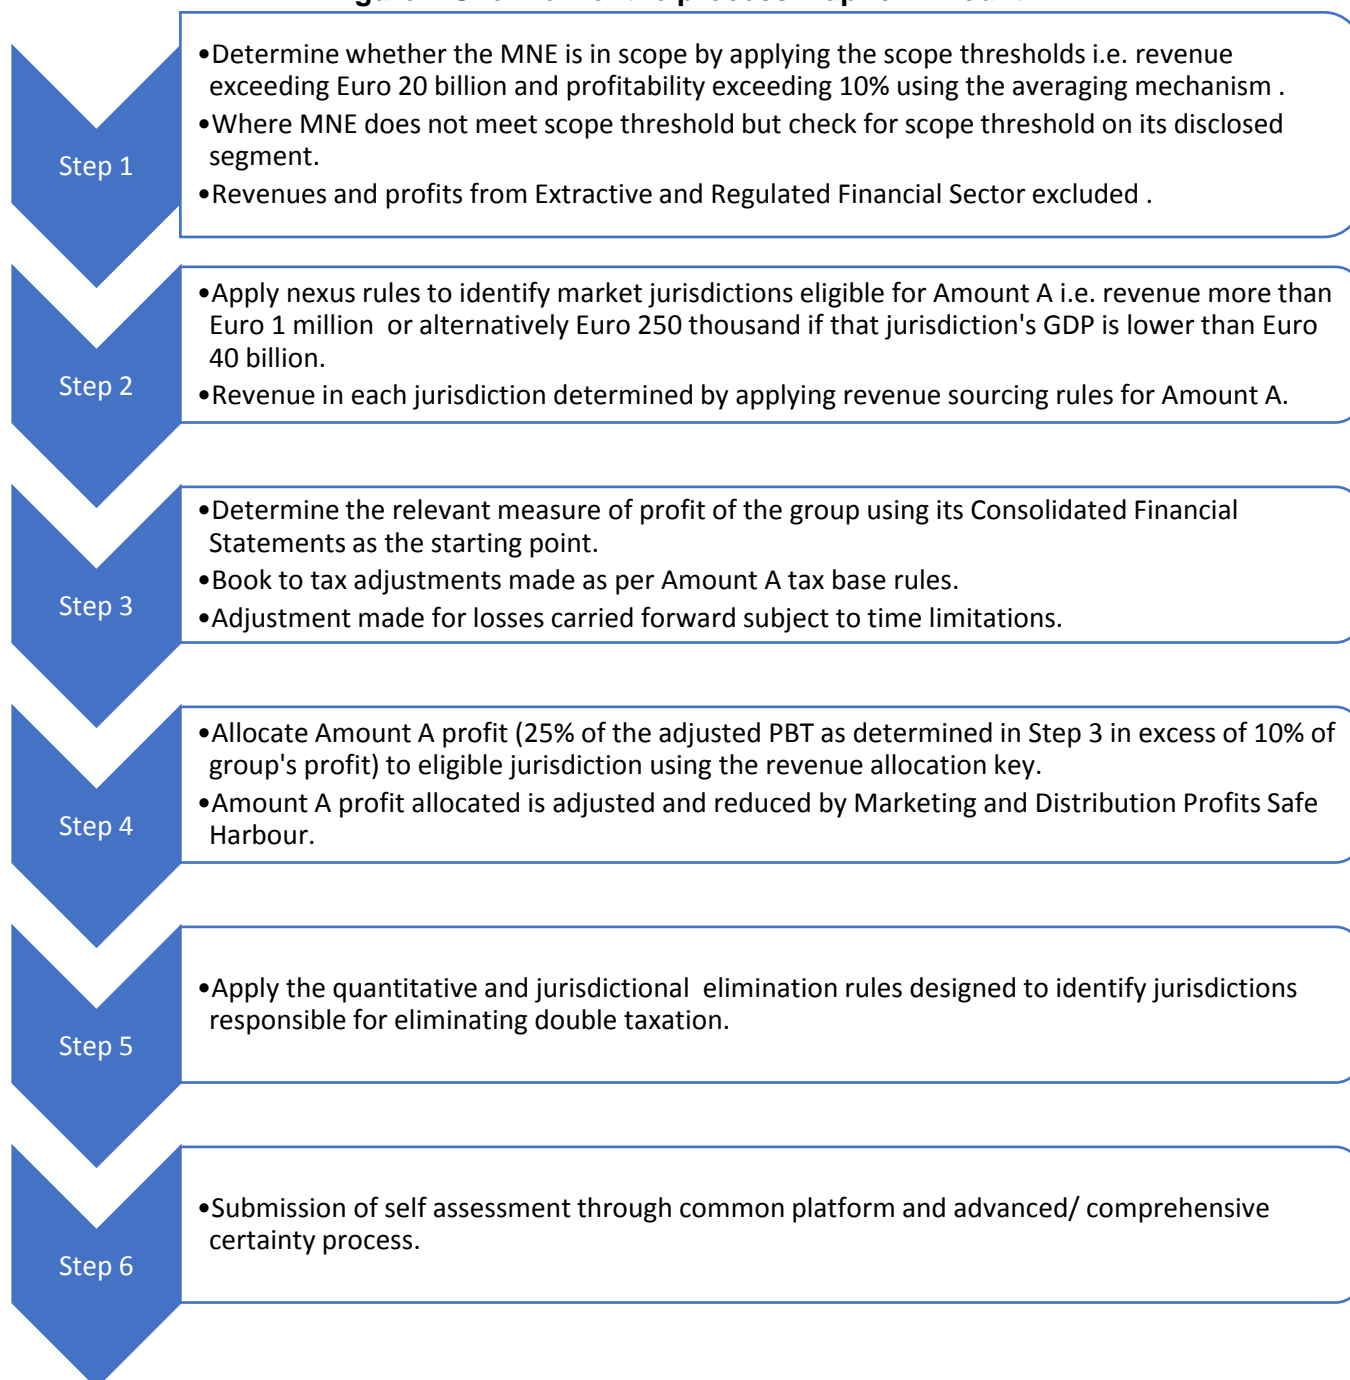 Step 1
•Determine whether the MNE is in scope by applying the scope thresholds i.e. revenue
exceeding Euro 20 billion and profitability exceeding 10% using the averaging mechanism .
•Where MNE does not meet scope threshold but check for scope threshold on its disclosed
segment.
•Revenues and profits from Extractive and Regulated Financial Sector excluded .
Step 2
•Apply nexus rules to identify market jurisdictions eligible for Amount A i.e. revenue more than
Euro 1 million or alternatively Euro 250 thousand if that jurisdiction's GDP is lower than Euro
40 billion.
•Revenue in each jurisdiction determined by applying revenue sourcing rules for Amount A.
Step 3
•Determine the relevant measure of profit of the group using its Consolidated Financial
Statements as the starting point.
•Book to tax adjustments made as per Amount A tax base rules.
•Adjustment made for losses carried forward subject to time limitations.
Step 4
•Allocate Amount A profit (25% of the adjusted PBT as determined in Step 3 in excess of 10% of
group's profit) to eligible jurisdiction using the revenue allocation key.
•Amount A profit allocated is adjusted and reduced by Marketing and Distribution Profits Safe
Harbour.
Step 5
•Apply the quantitative and jurisdictional elimination rules designed to identify jurisdictions
responsible for eliminating double taxation.
Step 6
•Submission of self assessment through common platform and advanced/ comprehensive
certainty process.